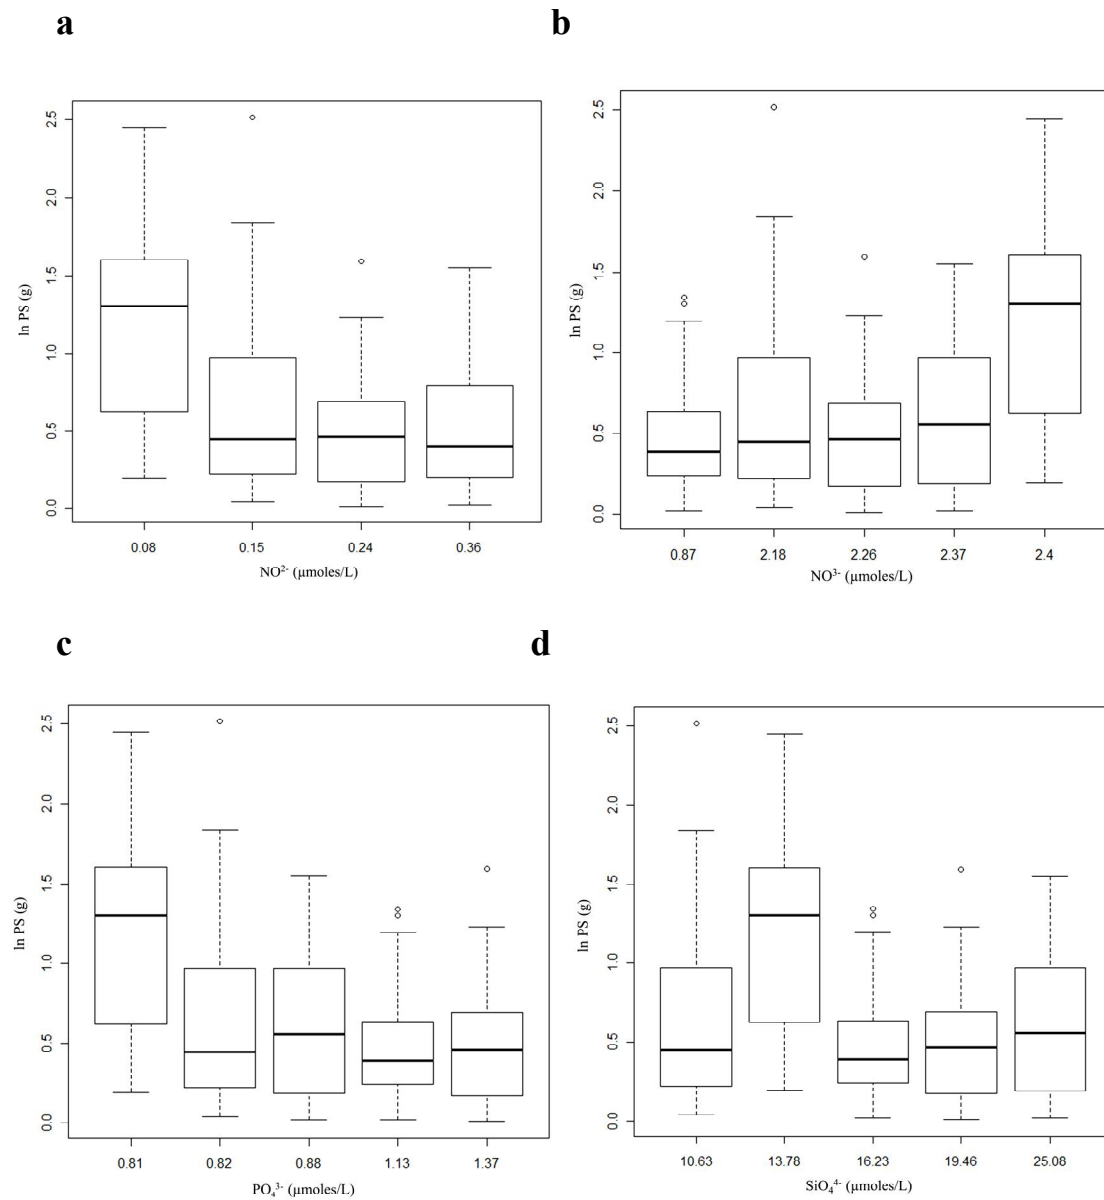 a
b
2.5
2.0
1.5
1.0
0.5
0.0
ln PS (g)
0.08 0.15 0.24 0.36
NO²⁻ (µmoles/L)
2.5
2.0
1.5
1.0
0.5
0.0
ln PS (g)
0.87 2.18 2.26 2.37 2.4
NO³⁻ (µmoles/L)
c
d
2.5
2.0
1.5
1.0
0.5
0.0
ln PS (g)
0.81 0.82 0.88 1.13 1.37
PO₄³⁻ (µmoles/L)
2.5
2.0
1.5
1.0
0.5
0.0
ln PS (g)
10.63 13.78 16.23 19.46 25.08
SiO₄⁴⁻ (µmoles/L)